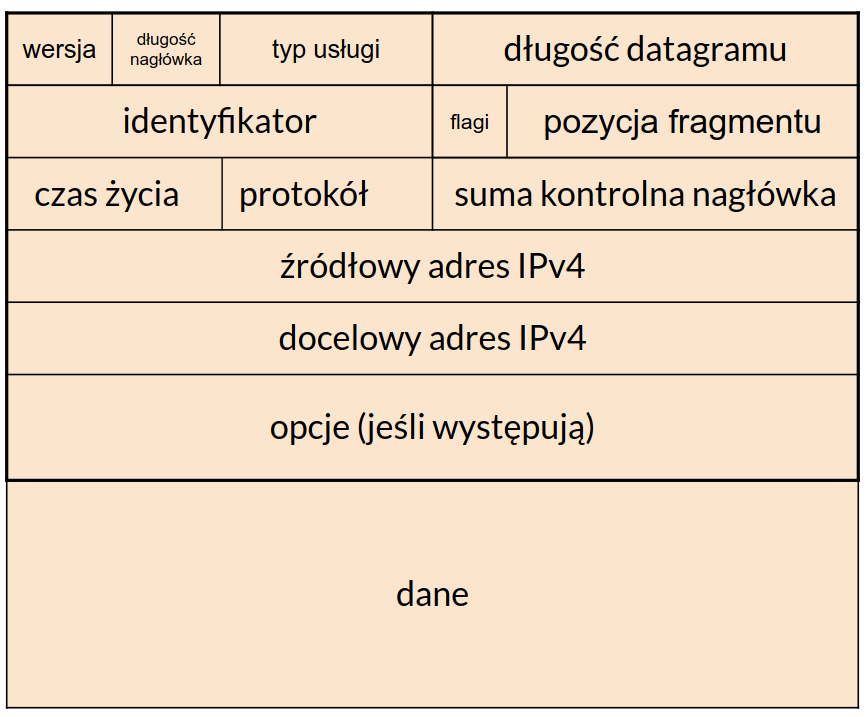 wersja
długość
nagłówka
typ usługi
długość datagramu
identyfikator
flagi
pozycja fragmentu
czas życia
protokół
suma kontrolna nagłówka
źródłowy adres IPv4
docelowy adres IPv4
opcje (jeśli występują)
dane